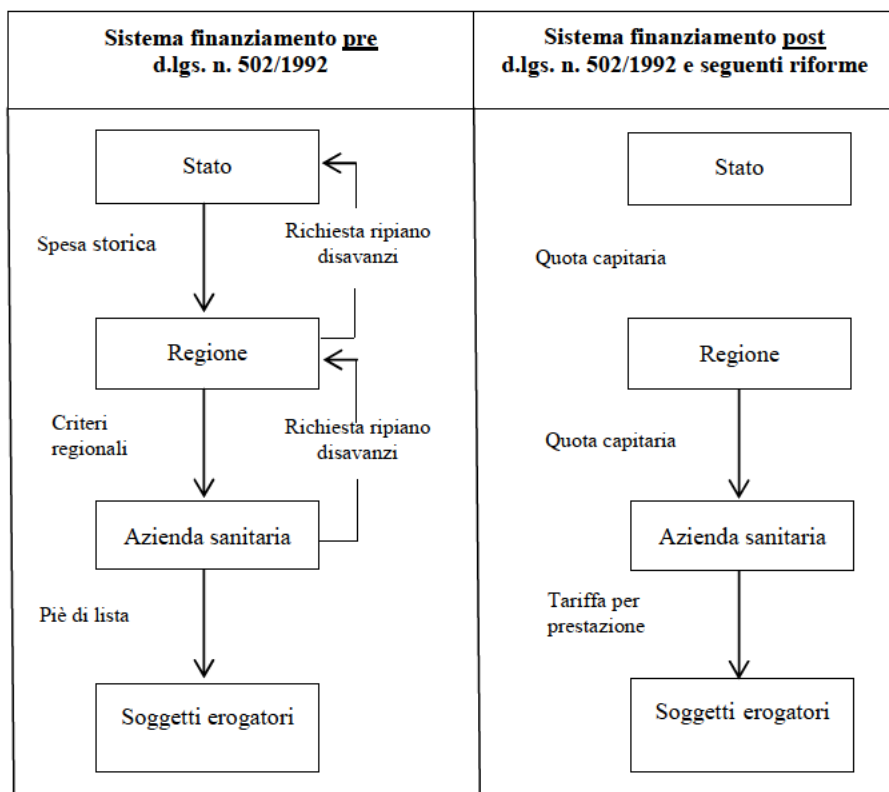 Sistema finanziamento pre
d.lgs. n. 502/1992
Sistema finanziamento post
d.lgs. n. 502/1992 e seguenti riforme
Stato
Spesa storica
Richiesta ripiano
disavanzi
Regione
Criteri
regionali
Richiesta ripiano
disavanzi
Azienda sanitaria
Piè di lista
Soggetti erogatori
Stato
Quota capitaria
Regione
Quota capitaria
Azienda sanitaria
Tariffa per
prestazione
Soggetti erogatori